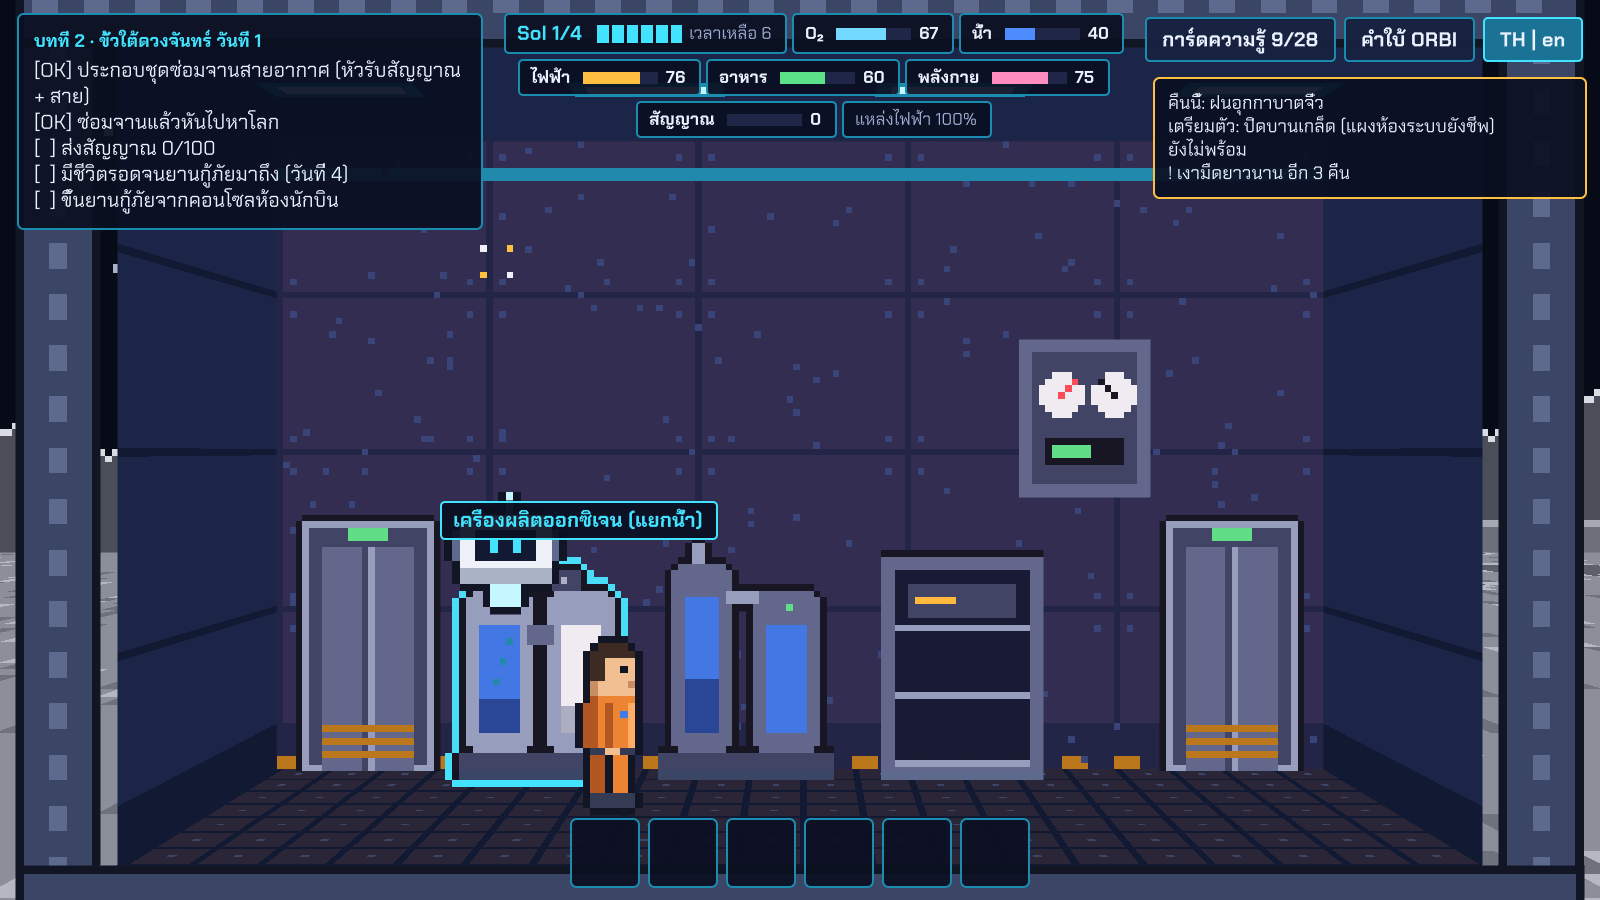 บทที่ 2 · ขั้วใต้ดวงจันทร์ วันที่ 1
[OK] ประกอบชุดซ่อมจานสายอากาศ (หัวรับสัญญาณ
+ สาย)
[OK] ซ่อมจานแล้วหันไปหาโลก
[ ] ส่งสัญญาณ 0/100
[ ] มีชีวิตรอดจนยานกู้ภัยมาถึง (วันที่ 4)
[ ] ขึ้นยานกู้ภัยจากคอนโซลห้องนักบิน
Sol 1/4 เวลาเหลือ 6
O₂ 67
น้ำ 40
ไฟฟ้า 76
อาหาร 60
พลังกาย 75
สัญญาณ 0
แหล่งไฟฟ้า 100%
การ์ดความรู้ 9/28
คำใบ้ ORBI
TH | en
คืนนี้: ฝนอุกกาบาตจิ๋ว
เตรียมตัว: ปิดบานเกล็ด (แผงห้องระบบยังชีพ)
ยังไม่พร้อม
! เงามืดยาวนาน อีก 3 คืน
เครื่องผลิตออกซิเจน (แยกน้ำ)